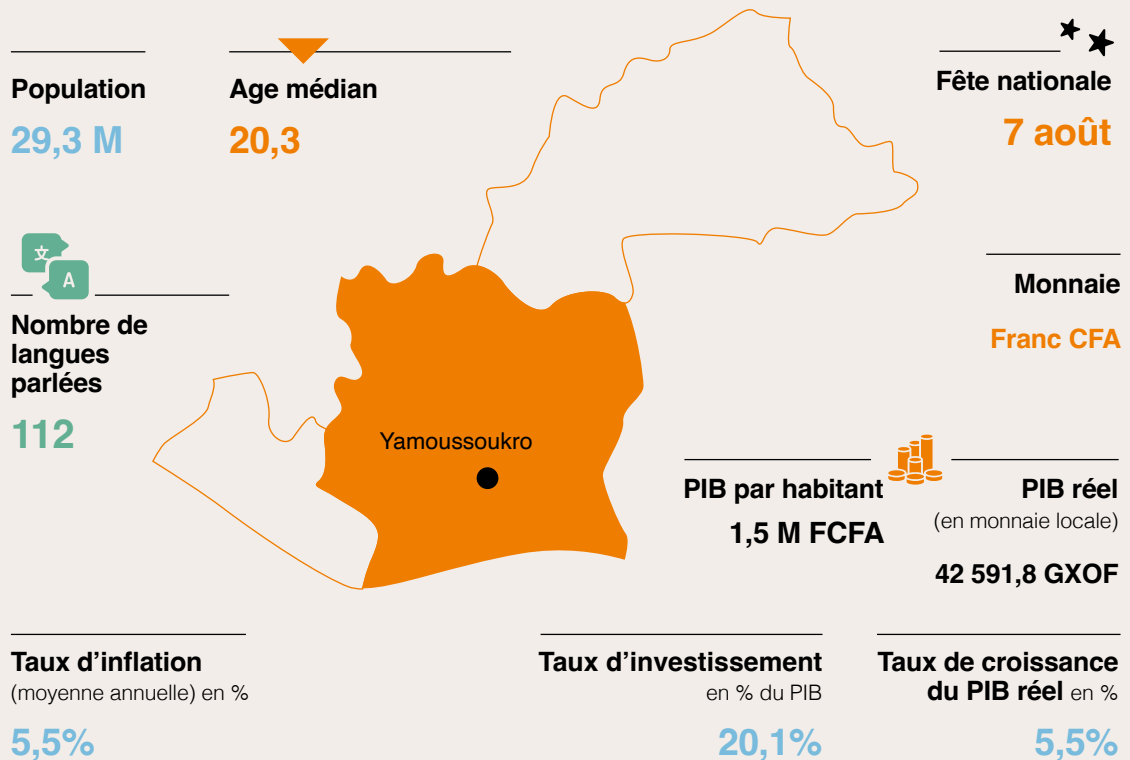 Population
29,3 M
Age médian
20,3
Fête nationale
7 août
文
A
Nombre de
langues
parlées
112
Monnaie
Franc CFA
Yamoussoukro
PIB par habitant
1,5 M FCFA
PIB réel
(en monnaie locale)
42 591,8 GXOF
Taux d’inflation
(moyenne annuelle) en %
5,5%
Taux d’investissement
en % du PIB
20,1%
Taux de croissance
du PIB réel en %
5,5%